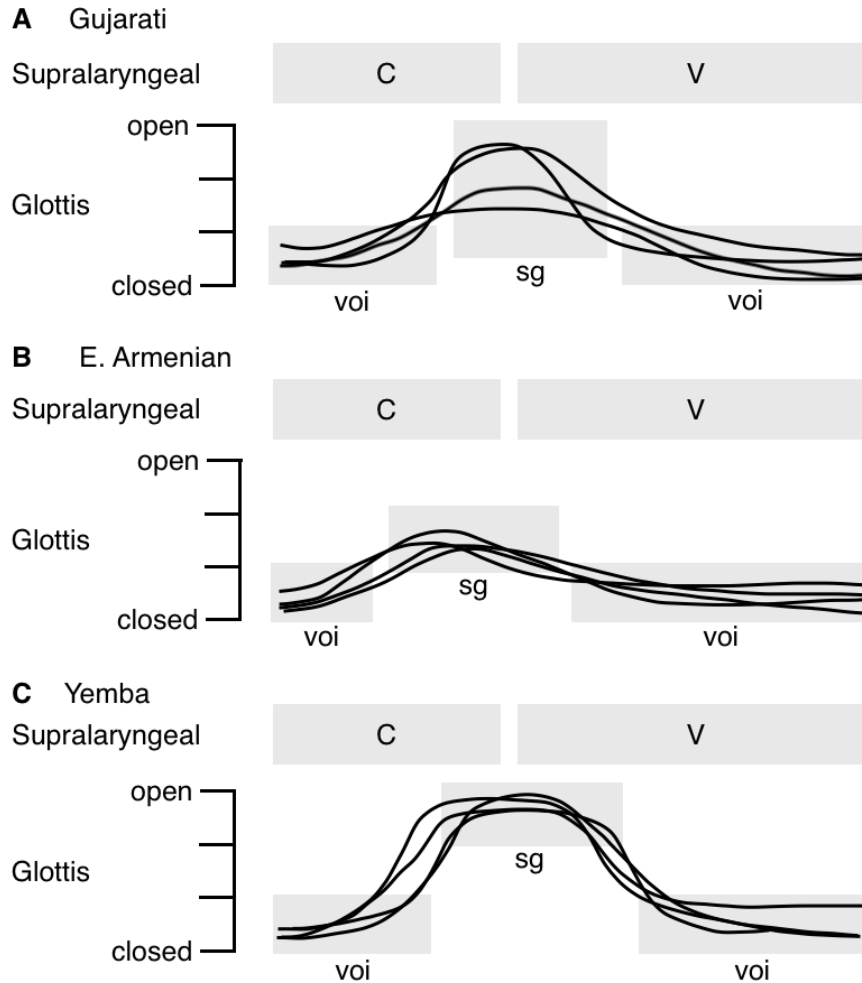 A Gujarati
Supralaryngeal C V
open
Glottis
closed
sg
voi voi
B E. Armenian
Supralaryngeal C V
open
Glottis
closed
sg
voi voi
C Yemba
Supralaryngeal C V
open
Glottis
sg
closed
voi voi